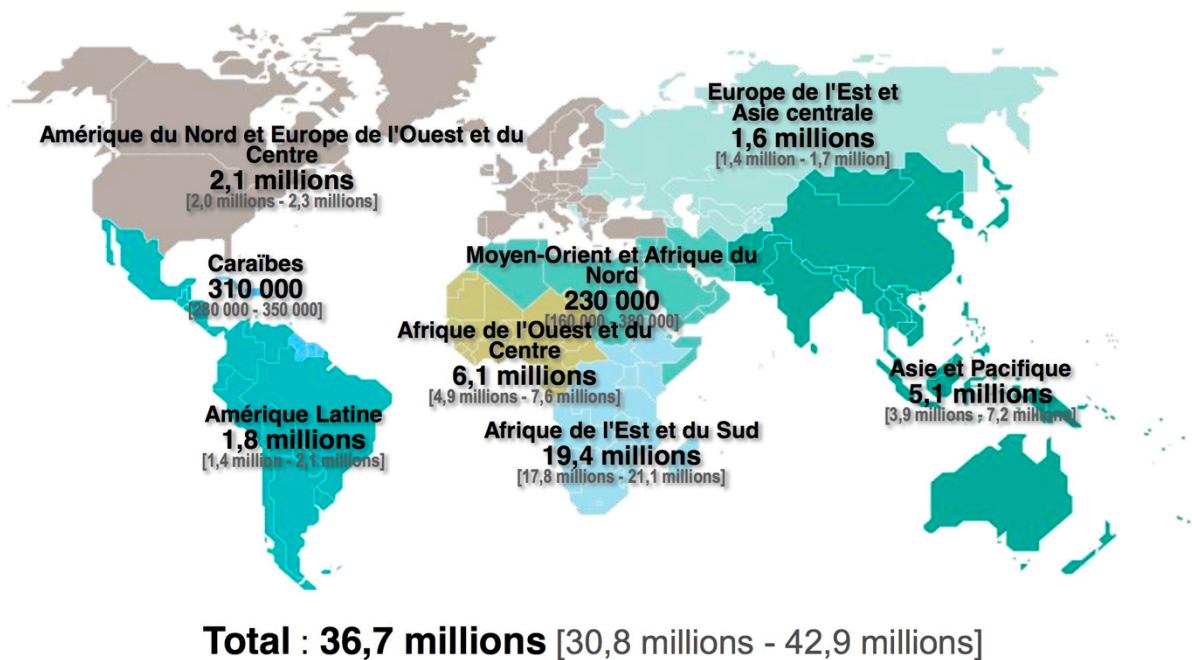 Europe de l'Est et
Asie centrale
1,6 millions
[1,4 million - 1,7 million]
Amérique du Nord et Europe de l'Ouest et du
Centre
2,1 millions
[2,0 millions - 2,3 millions]
Moyen-Orient et Afrique du
Nord
230 000
[160 000 - 380 000]
Caraïbes
310 000
[280 000 - 350 000]
Afrique de l'Ouest et du
Centre
6,1 millions
[4,9 millions - 7,6 millions]
Asie et Pacifique
5,1 millions
[3,9 millions - 7,2 millions]
Amérique Latine
1,8 millions
[1,4 million - 2,1 millions]
Afrique de l'Est et du Sud
19,4 millions
[17,8 millions - 21,1 millions]
Total : 36,7 millions [30,8 millions - 42,9 millions]